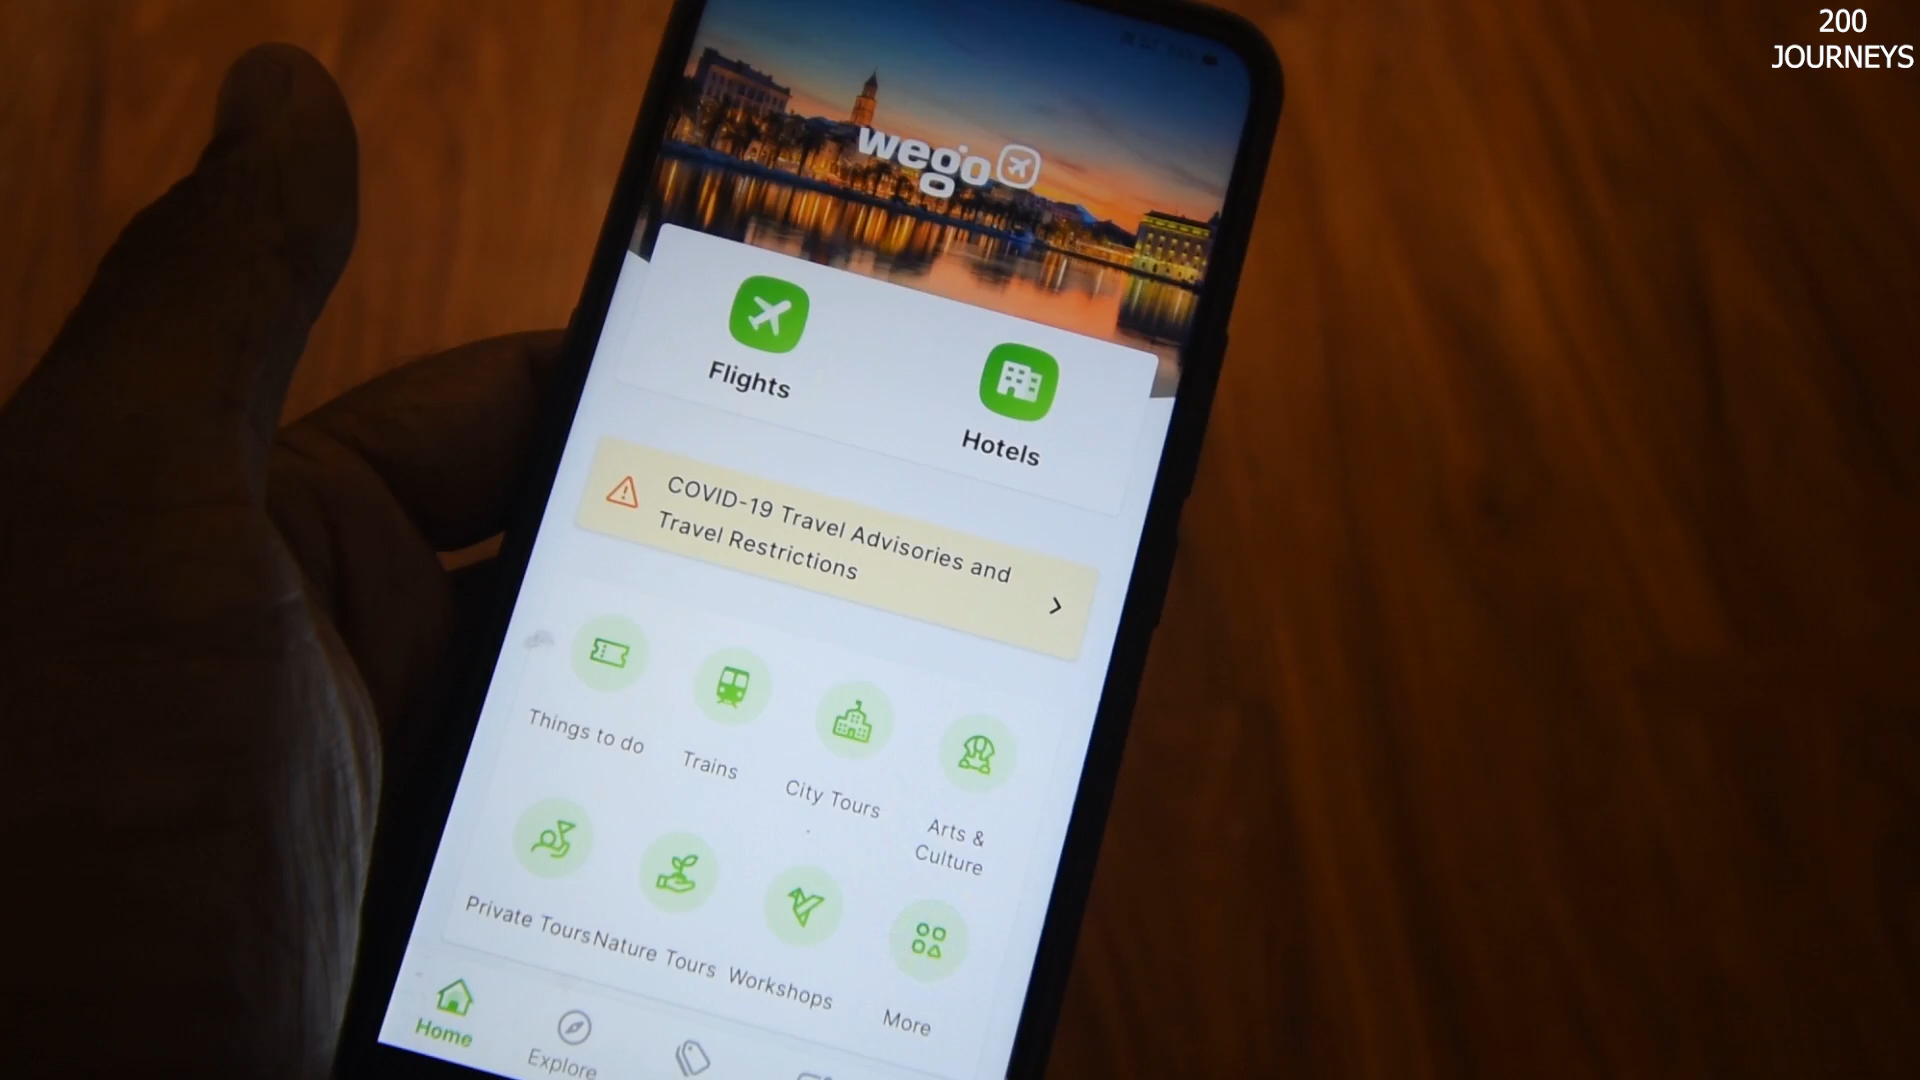 200
JOURNEYS
wego
Flights
Hotels
COVID-19 Travel Advisories and
Travel Restrictions
Things to do
Trains
City Tours
Arts &
Culture
Private Tours
Nature Tours
Workshops
More
Home
Explore